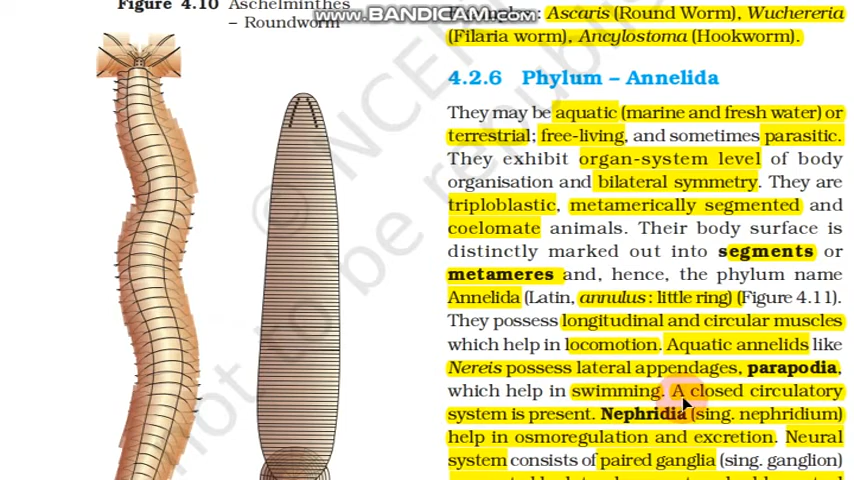 Figure 4.10 Aschelminthes
– Roundworm
www.BANDICAM.com
Ascaris (Round Worm), Wuchereria
(Filaria worm), Ancylostoma (Hookworm).
4.2.6 Phylum – Annelida
They may be aquatic (marine and fresh water) or
terrestrial; free-living, and sometimes parasitic.
They exhibit organ-system level of body
organisation and bilateral symmetry. They are
triploblastic, metamerically segmented and
coelomate animals. Their body surface is
distinctly marked out into segments or
metameres and, hence, the phylum name
Annelida (Latin, annulus : little ring) (Figure 4.11).
They possess longitudinal and circular muscles
which help in locomotion. Aquatic annelids like
Nereis possess lateral appendages, parapodia,
which help in swimming. A closed circulatory
system is present. Nephridia (sing. nephridium)
help in osmoregulation and excretion. Neural
system consists of paired ganglia (sing. ganglion)
© NCE
not to be republi